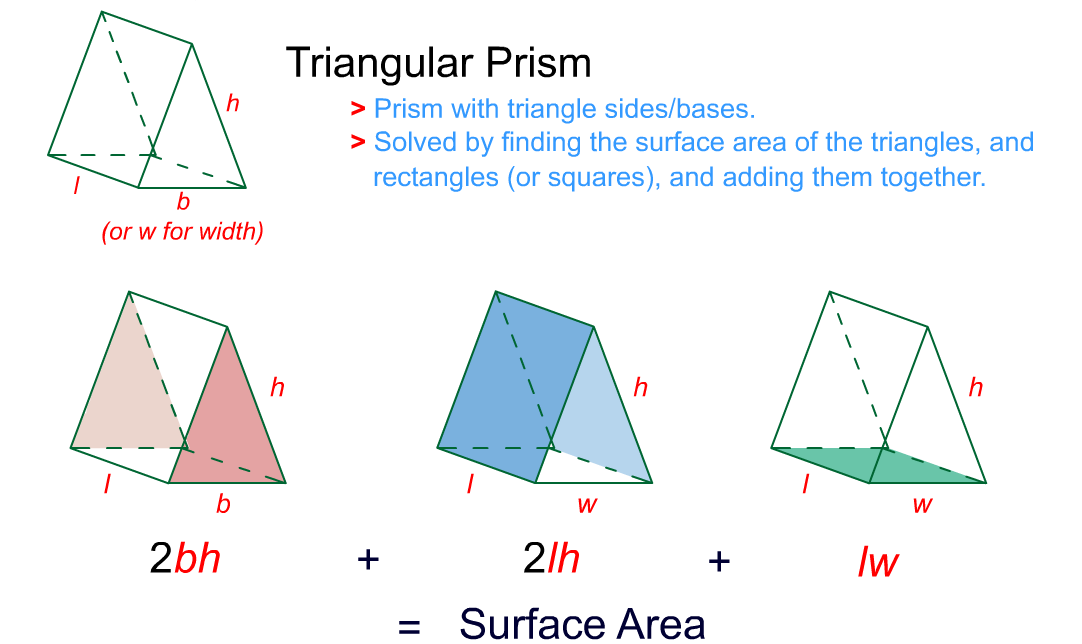 Triangular Prism
> Prism with triangle sides/bases.
> Solved by finding the surface area of the triangles, and
rectangles (or squares), and adding them together.
h
l
b
(or w for width)
h
l
b
h
l
w
h
l
w
2bh + 2lh + lw
= Surface Area